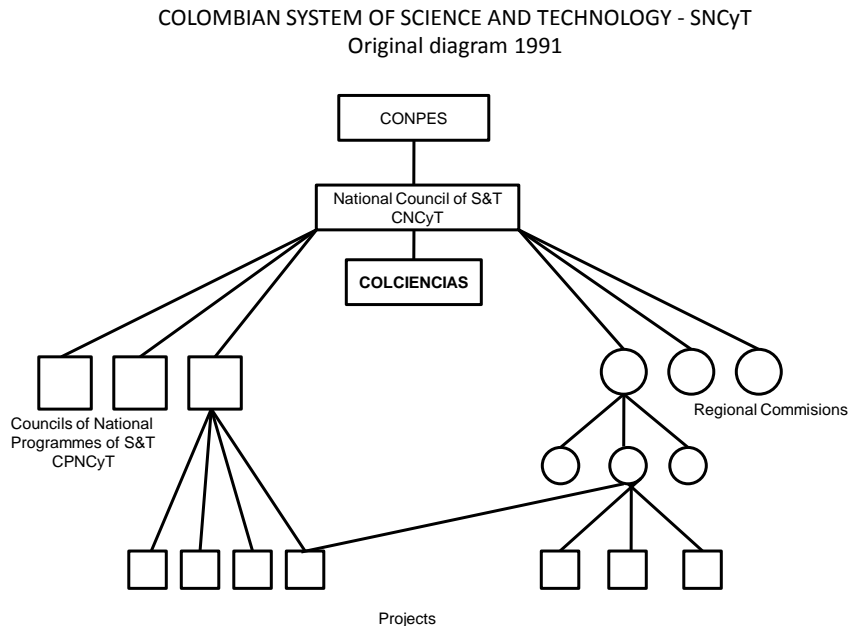 COLOMBIAN SYSTEM OF SCIENCE AND TECHNOLOGY - SNCyT
Original diagram 1991
CONPES
National Council of S&T
CNCyT
COLCIENCIAS
Councils of National
Programmes of S&T
CPNCyT
Regional Commisions
Projects